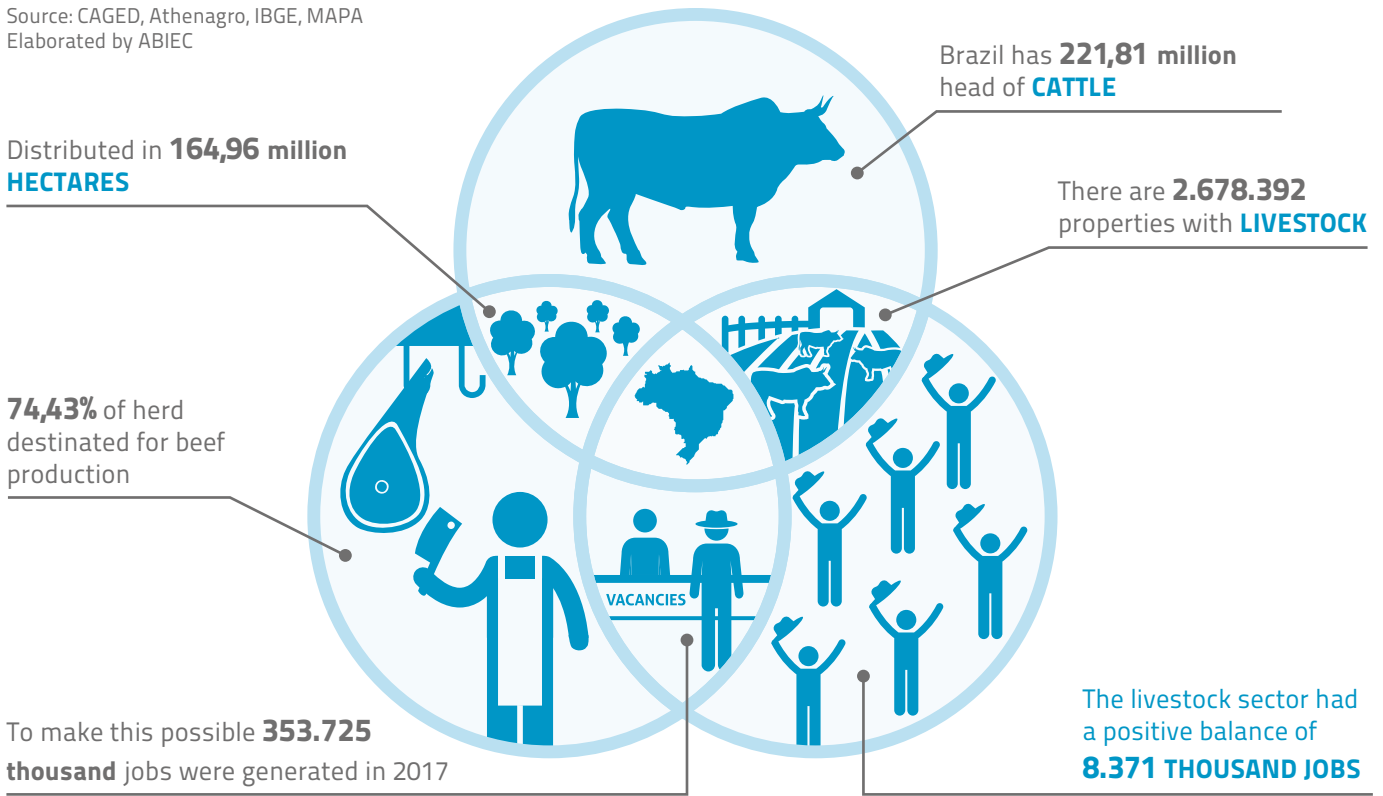 Source: CAGED, Athenagro, IBGE, MAPA
Elaborated by ABIEC
Brazil has 221,81 million
head of CATTLE
Distributed in 164,96 million
HECTARES
There are 2.678.392
properties with LIVESTOCK
74,43% of herd
destinated for beef
production
VACANCIES
To make this possible 353.725
thousand jobs were generated in 2017
The livestock sector had
a positive balance of
8.371 THOUSAND JOBS